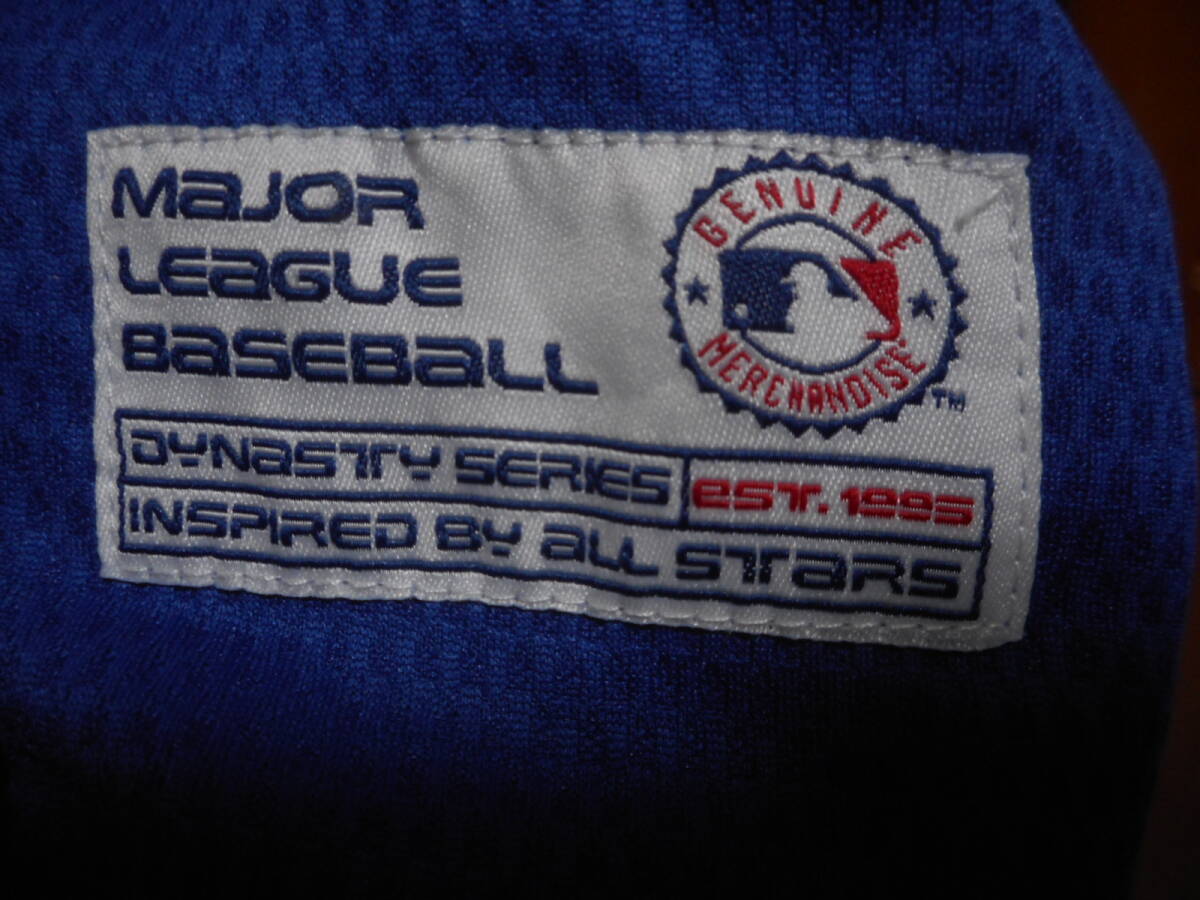 MaJOR
LEaGUE
BaSEBaLL
GENUINE
MERCHANDISE
TM
DYNaSTY SERIES
EST. 1995
INSPIRED BY aLL STaRS